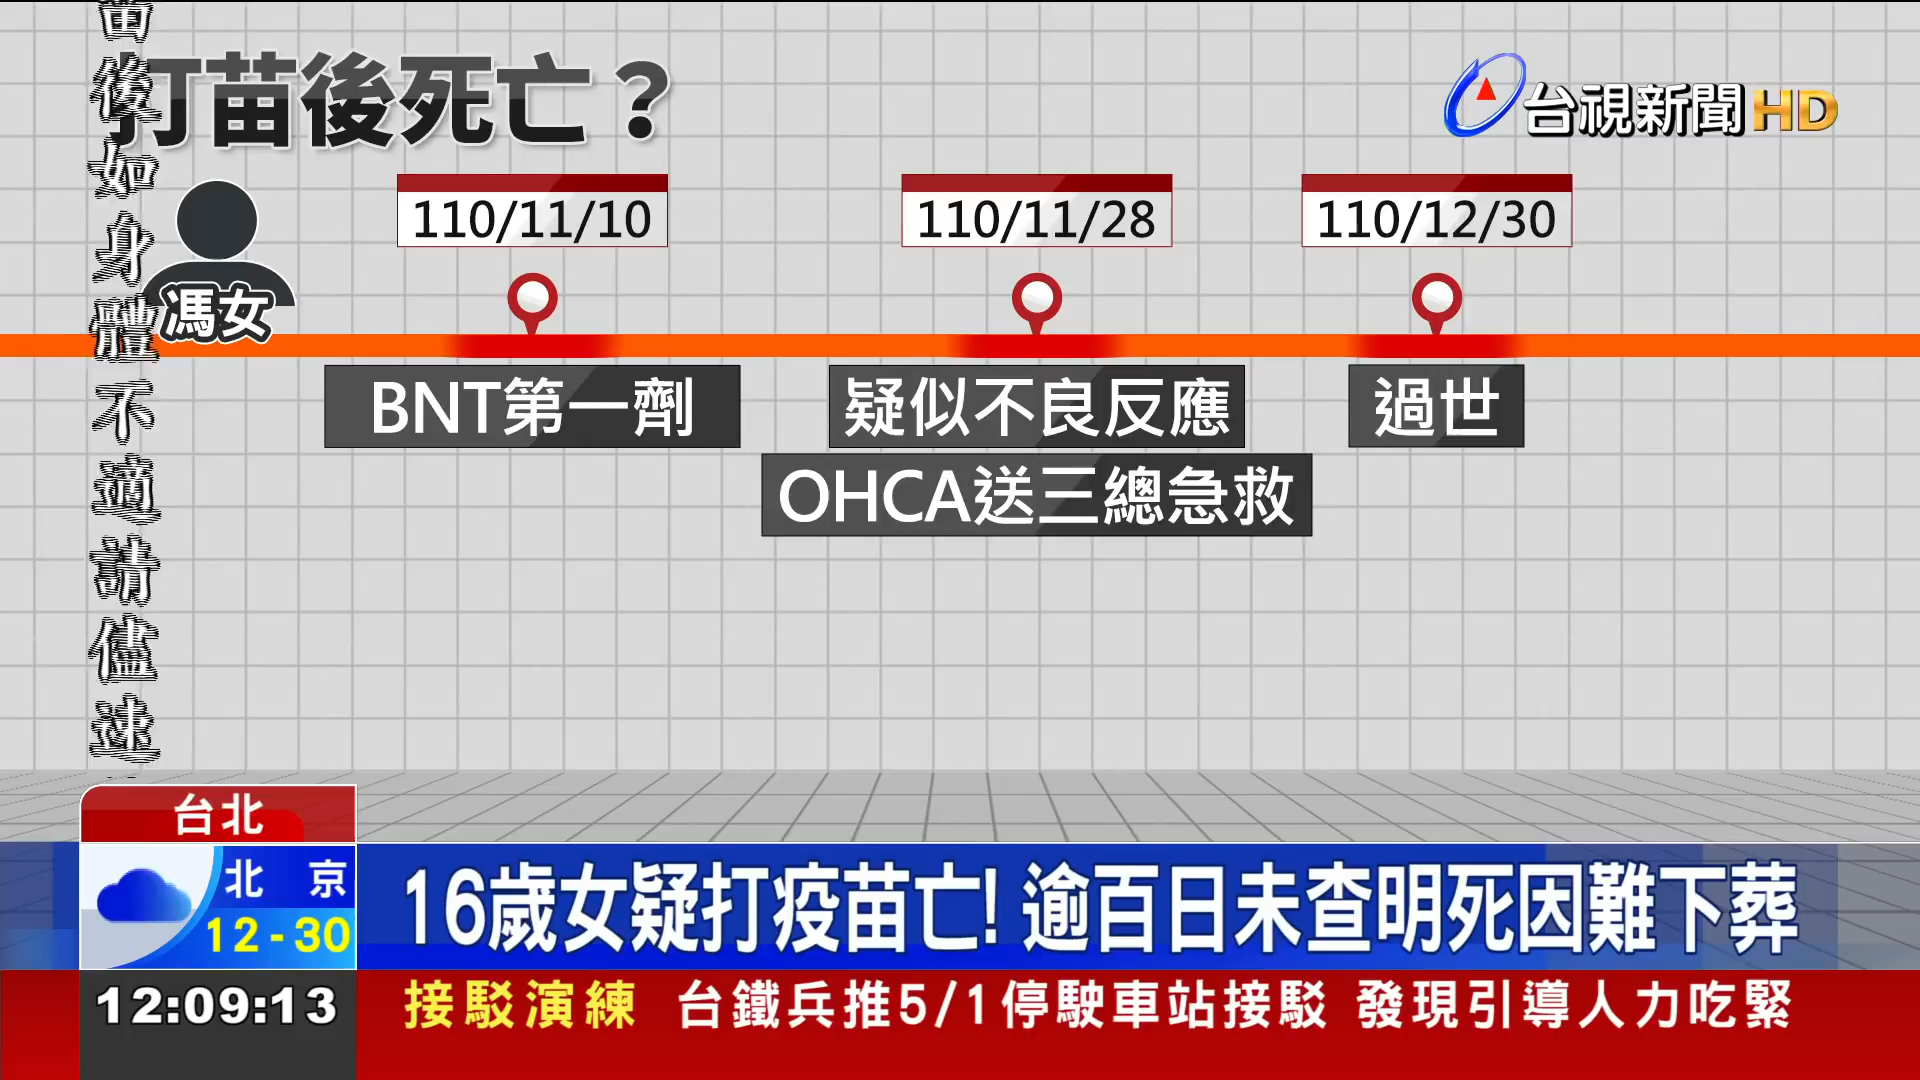 打苗後死亡？
台視新聞HD
苗後如身體不適請儘速
馮女
110/11/10
110/11/28
110/12/30
BNT第一劑
疑似不良反應
過世
OHCA送三總急救
台北
北京
12-30
16歲女疑打疫苗亡! 逾百日未查明死因難下葬
12:09:13
接駁演練 台鐵兵推5/1停駛車站接駁 發現引導人力吃緊